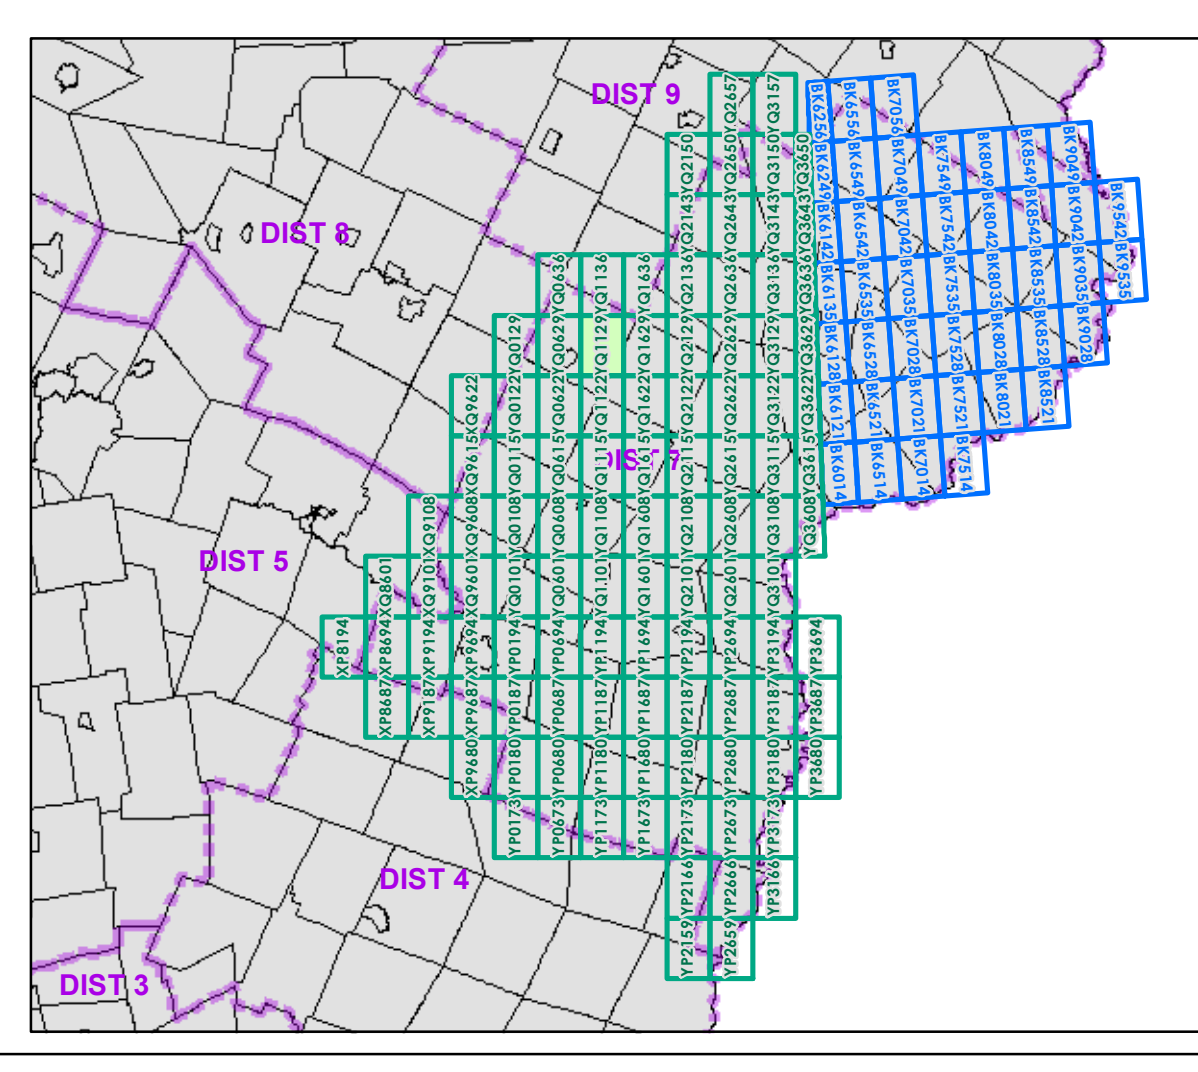 DIST 9
DIST 8
DIST 7
DIST 5
DIST 4
DIST 3
YQ2657 YQ3157
YQ2150 YQ2650 YQ3150 YQ3650
YQ2143 YQ2643 YQ3143 YQ3643
YQ0636 YQ1136 YQ1636 YQ2136 YQ2636 YQ3136 YQ3636
YQ0129 YQ0629 YQ1129 YQ1629 YQ2129 YQ2629 YQ3129 YQ3629
XQ9622 YQ0122 YQ0622 YQ1122 YQ1622 YQ2122 YQ2622 YQ3122 YQ3622
XQ9615 YQ0115 YQ0615 YQ1115 YQ1615 YQ2115 YQ2615 YQ3115 YQ3615
XQ9108 XQ9608 YQ0108 YQ0608 YQ1108 YQ1608 YQ2108 YQ2608 YQ3108 YQ3608
XQ8601 XQ9101 XQ9601 YQ0101 YQ0601 YQ1101 YQ1601 YQ2101 YQ2601 YQ3101
XP8194 XP8694 XP9194 XP9694 YP0194 YP0694 YP1194 YP1694 YP2194 YP2694 YP3194 YP3694
XP8687 XP9187 XP9687 YP0187 YP0687 YP1187 YP1687 YP2187 YP2687 YP3187 YP3687
XP9680 YP0180 YP0680 YP1180 YP1680 YP2180 YP2680 YP3180 YP3680
YP0173 YP0673 YP1173 YP1673 YP2173 YP2673 YP3173
YP2166 YP2666 YP3166
YP2159 YP2659
BK6256 BK6556 BK7056
BK6249 BK6549 BK7049 BK7549 BK8049 BK8549 BK9049
BK6142 BK6542 BK7042 BK7542 BK8042 BK8542 BK9042 BK9542
BK6135 BK6535 BK7035 BK7535 BK8035 BK8535 BK9035 BK9535
BK6128 BK6528 BK7028 BK7528 BK8028 BK8528 BK9028
BK6121 BK6521 BK7021 BK7521 BK8021 BK8521
BK6014 BK6514 BK7014 BK7514